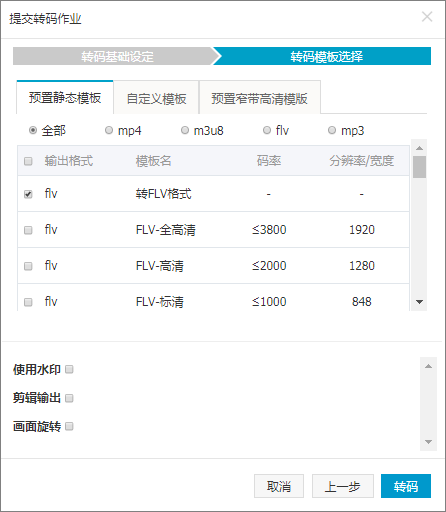 提交转码作业
转码基础设定 转码模板选择
预置静态模板 自定义模板 预置窄带高清模版
全部 mp4 m3u8 flv mp3
输出格式 模板名 码率 分辨率/宽度
flv 转FLV格式 - -
flv FLV-全高清 ≤3800 1920
flv FLV-高清 ≤2000 1280
flv FLV-标清 ≤1000 848
使用水印
剪辑输出
画面旋转
取消 上一步 转码